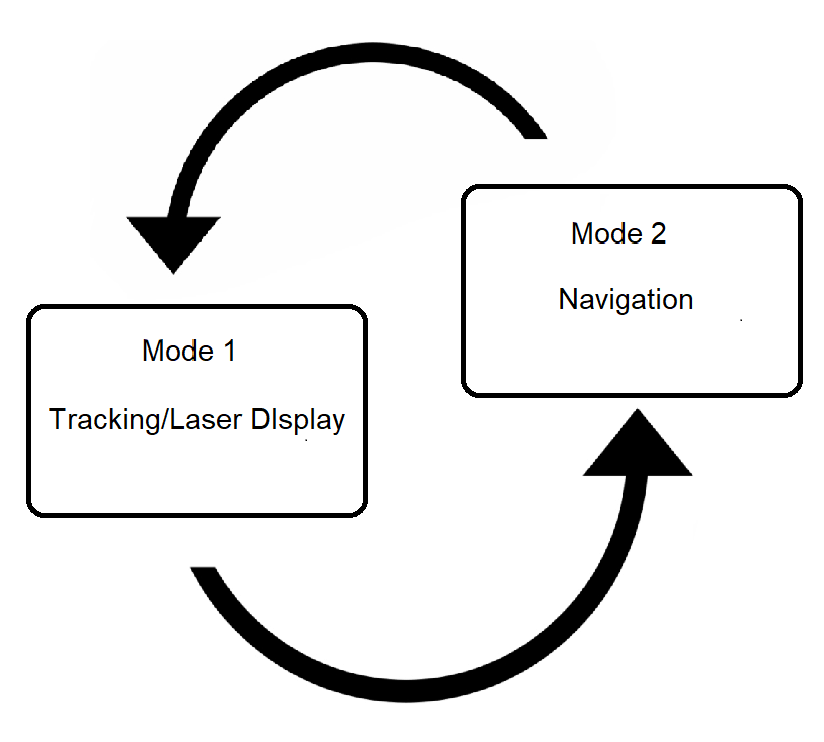 Mode 1
Tracking/Laser DIsplay
Mode 2
Navigation